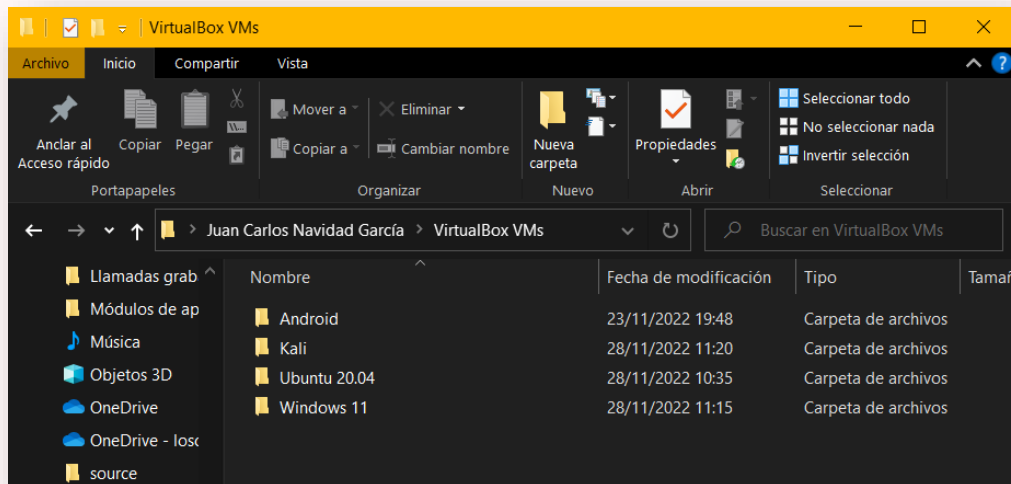 VirtualBox VMs
Archivo Inicio Compartir Vista
Anclar al
Acceso rápido
Copiar
Pegar
W...
Portapapeles
Mover a
Copiar a
Eliminar
Cambiar nombre
Organizar
Nueva
carpeta
Nuevo
Propiedades
Abrir
Seleccionar todo
No seleccionar nada
Invertir selección
Seleccionar
Juan Carlos Navidad García > VirtualBox VMs
Buscar en VirtualBox VMs
Llamadas grab
Módulos de ap
Música
Objetos 3D
OneDrive
OneDrive - losc
source
Nombre Fecha de modificación Tipo Tamañ
Android 23/11/2022 19:48 Carpeta de archivos
Kali 28/11/2022 11:20 Carpeta de archivos
Ubuntu 20.04 28/11/2022 10:35 Carpeta de archivos
Windows 11 28/11/2022 11:15 Carpeta de archivos